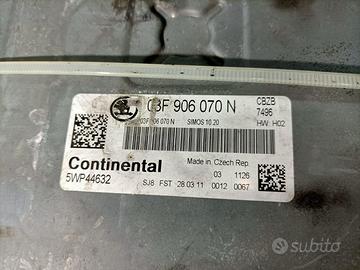 03F 906 070 N
CBZB
7496
906 070 N SIMOS 10.20
HW: H02
Continental
Made in Czech Rep.
03 1126
5WP44632
SJ8 FST 28 03 11 0012 0067
subito